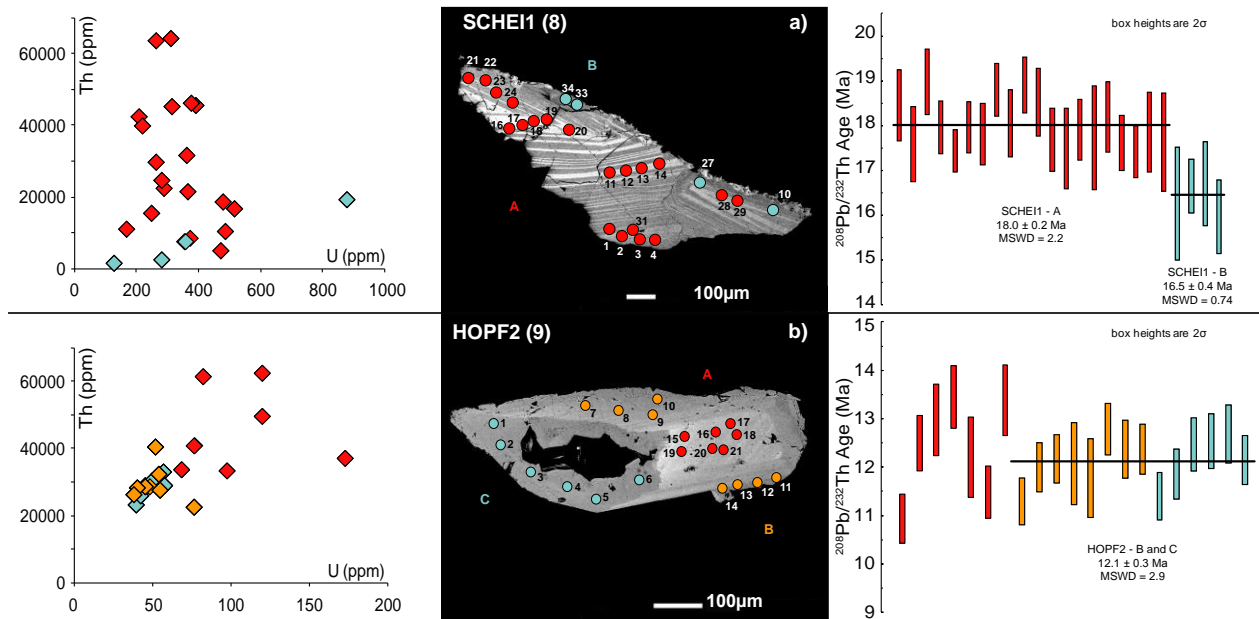 Th (ppm)
60000
40000
20000
0
U (ppm)
0
200
400
600
800
1000
SCHEI1 (8)
a)
21
22
B
23
34
33
24
16
17
18
19
20
27
11
12
13
14
28
29
10
A
31
1
2
3
4
100µm
208Pb/232Th Age (Ma)
20
19
18
17
16
15
14
box heights are 2σ
SCHEI1 - A
18.0 ± 0.2 Ma
MSWD = 2.2
SCHEI1 - B
16.5 ± 0.4 Ma
MSWD = 0.74
Th (ppm)
60000
40000
20000
0
U (ppm)
0
50
100
150
200
HOPF2 (9)
b)
A
7
8
10
9
1
2
15
16
17
18
19
-20
21
3
4
5
6
C
14
13
12
11
B
100µm
208Pb/232Th Age (Ma)
15
14
13
12
11
10
9
box heights are 2σ
HOPF2 - B and C
12.1 ± 0.3 Ma
MSWD = 2.9